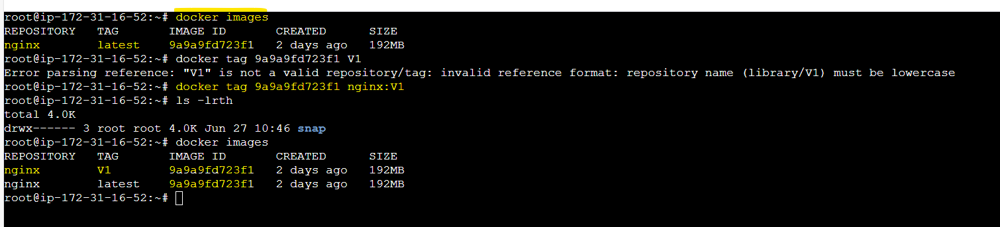 root@ip-172-31-16-52:~# docker images
REPOSITORY   TAG       IMAGE ID       CREATED      SIZE
nginx        latest    9a9a9fd723f1   2 days ago   192MB
root@ip-172-31-16-52:~# docker tag 9a9a9fd723f1 V1
Error parsing reference: "V1" is not a valid repository/tag: invalid reference format: repository name (library/V1) must be lowercase
root@ip-172-31-16-52:~# docker tag 9a9a9fd723f1 nginx:V1
root@ip-172-31-16-52:~# ls -lrth
total 4.0K
drwx------ 3 root root 4.0K Jun 27 10:46 snap
root@ip-172-31-16-52:~# docker images
REPOSITORY   TAG       IMAGE ID       CREATED      SIZE
nginx        V1        9a9a9fd723f1   2 days ago   192MB
nginx        latest    9a9a9fd723f1   2 days ago   192MB
root@ip-172-31-16-52:~#